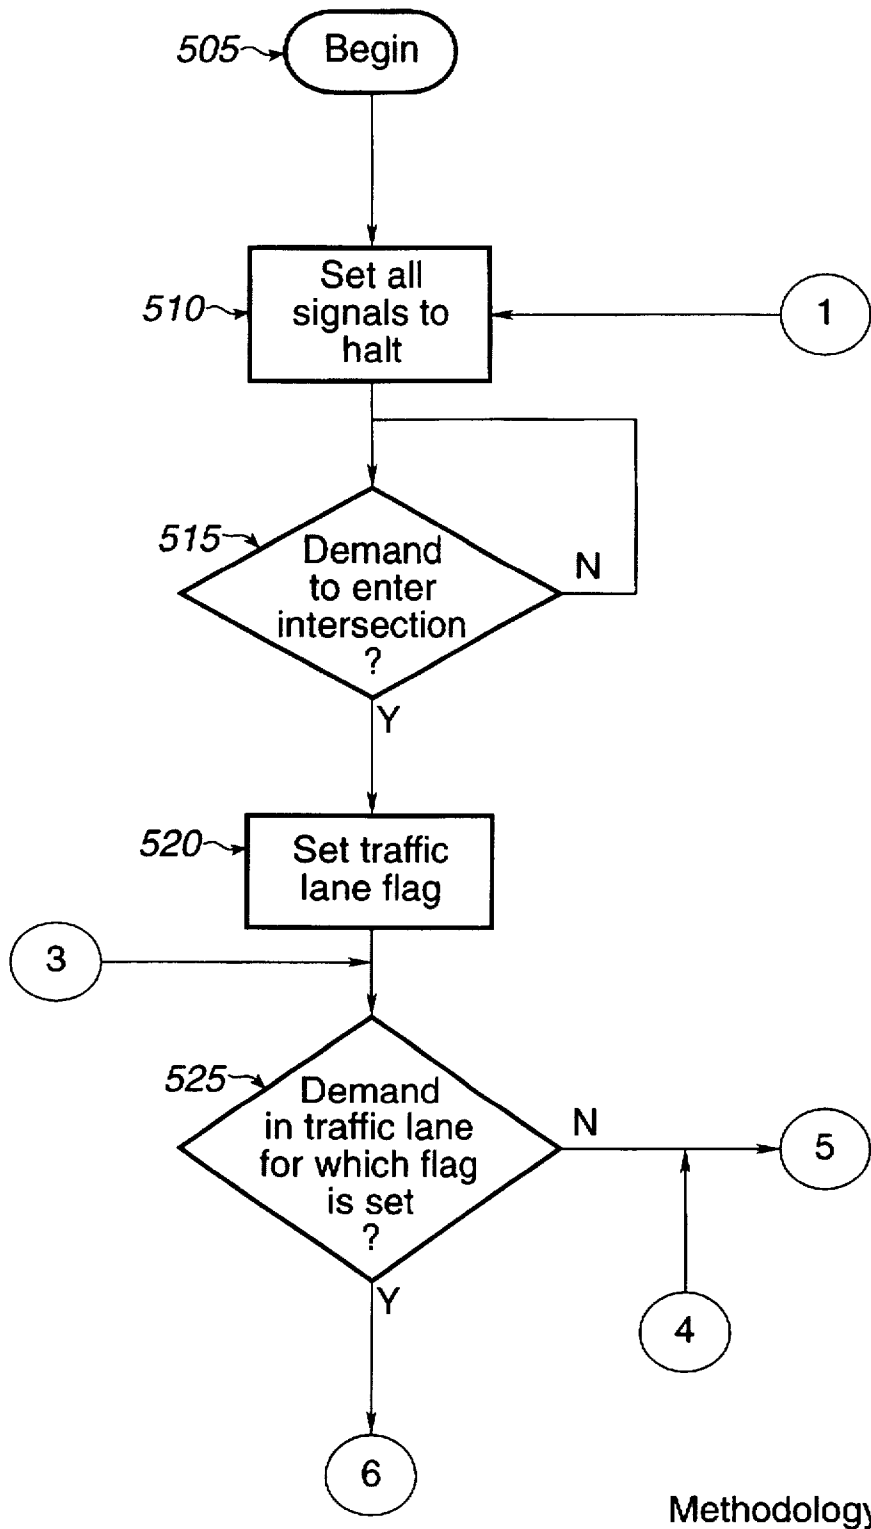 505
Begin
510
Set all
signals to
halt
1
515
Demand
to enter
intersection
?
N
Y
520
Set traffic
lane flag
3
525
Demand
in traffic lane
for which flag
is set
?
N
5
Y
4
6
Methodology